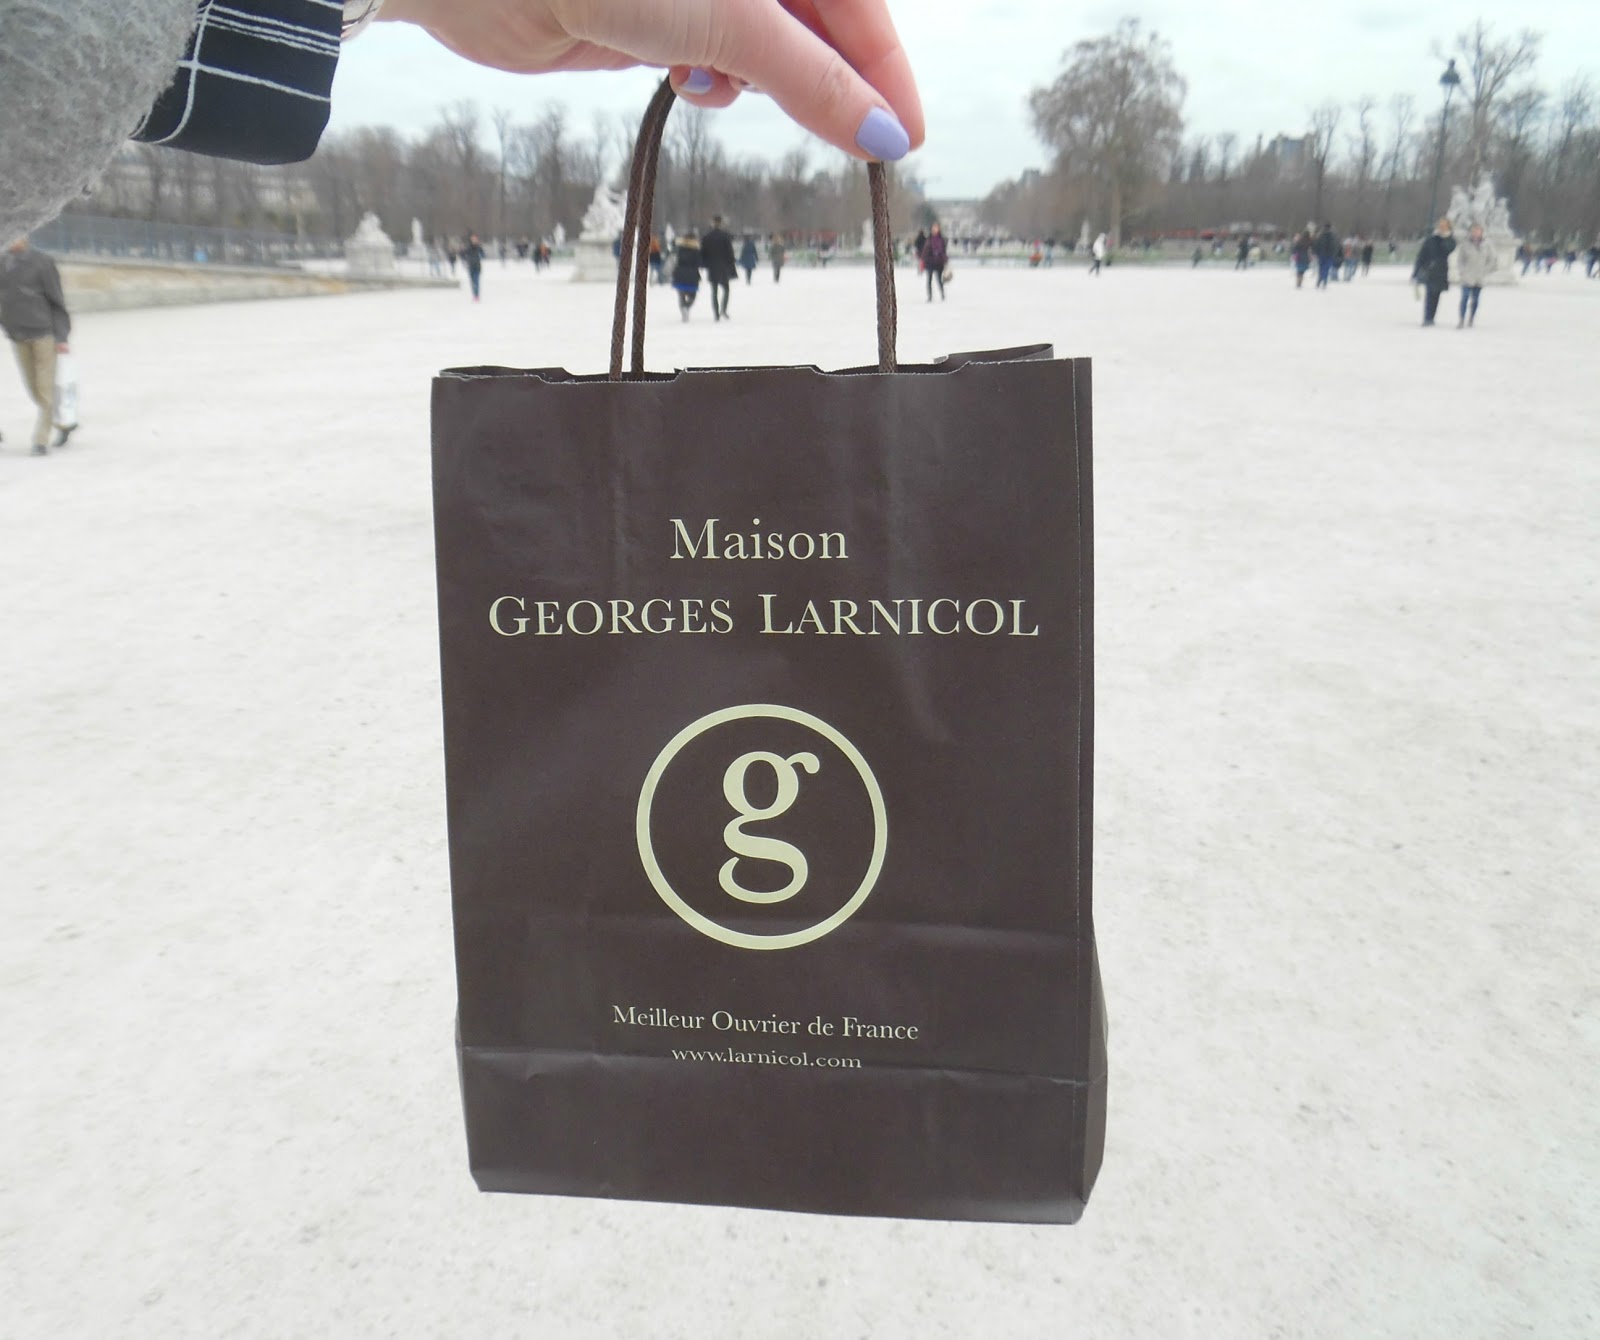 Maison
GEORGES LARNICOL
g
Meilleur Ouvrier de France
www.larnicol.com